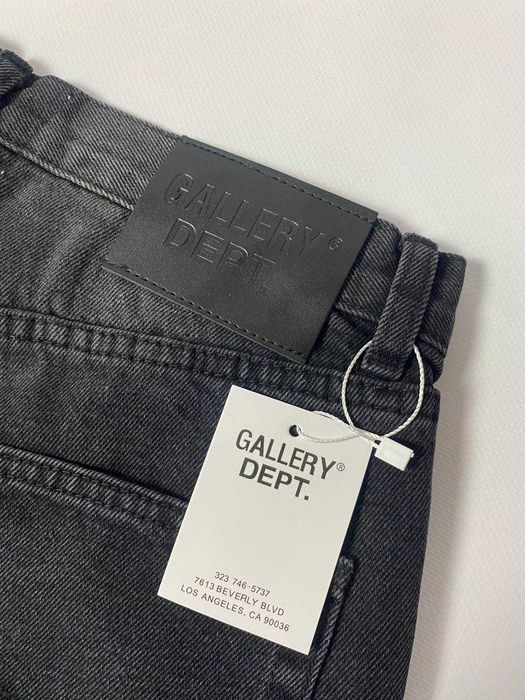 GALLERY®
DEPT.
GALLERY®
DEPT.
323 746-5737
7613 BEVERLY BLVD
LOS ANGELES, CA 90036